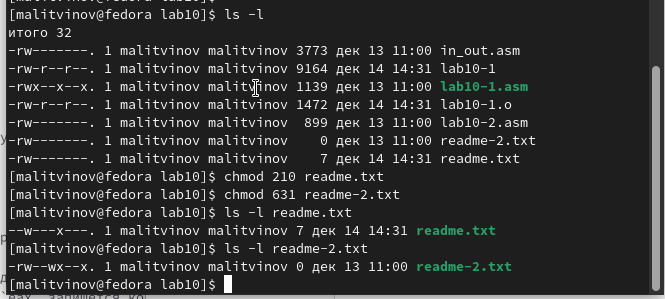 [malitvinov@fedora lab10]$ ls -l
итого 32
-rw-------. 1 malitvinov malitvinov 3773 дек 13 11:00 in_out.asm
-rw-r--r--. 1 malitvinov malitvinov 9164 дек 14 14:31 lab10-1
-rwx--x--x. 1 malitvinov malitvinov 1139 дек 13 11:00 lab10-1.asm
-rw-r--r--. 1 malitvinov malitvinov 1472 дек 14 14:31 lab10-1.o
-rw-------. 1 malitvinov malitvinov  899 дек 13 11:00 lab10-2.asm
-rw-------. 1 malitvinov malitvinov    0 дек 13 11:00 readme-2.txt
-rw-------. 1 malitvinov malitvinov    7 дек 14 14:31 readme.txt
[malitvinov@fedora lab10]$ chmod 210 readme.txt
[malitvinov@fedora lab10]$ chmod 631 readme-2.txt
[malitvinov@fedora lab10]$ ls -l readme.txt
--w---x---. 1 malitvinov malitvinov 7 дек 14 14:31 readme.txt
[malitvinov@fedora lab10]$ ls -l readme-2.txt
-rw--wx--x. 1 malitvinov malitvinov 0 дек 13 11:00 readme-2.txt
[malitvinov@fedora lab10]$